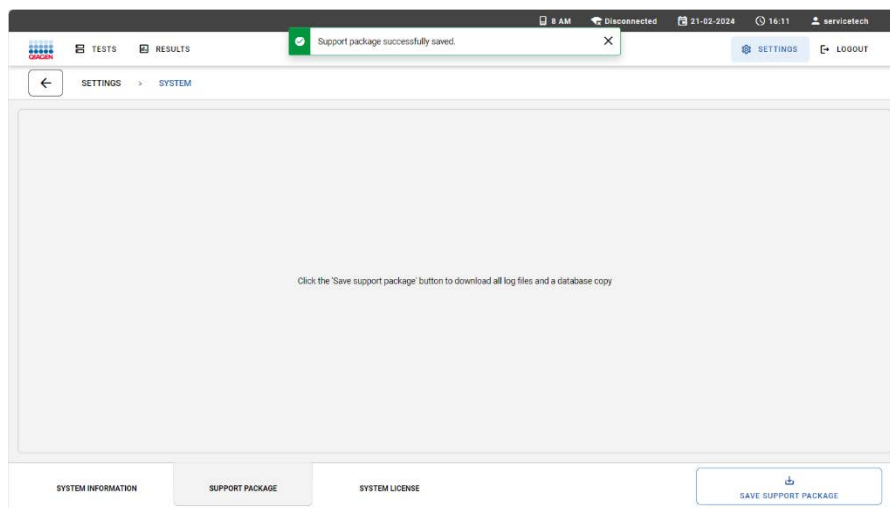 8 AM Disconnected 21-02-2024 16:11 servicetech
QIAGEN TESTS RESULTS Support package successfully saved. SETTINGS LOGOUT
SETTINGS > SYSTEM
Click the 'Save support package' button to download all log files and a database copy
SYSTEM INFORMATION SUPPORT PACKAGE SYSTEM LICENSE SAVE SUPPORT PACKAGE